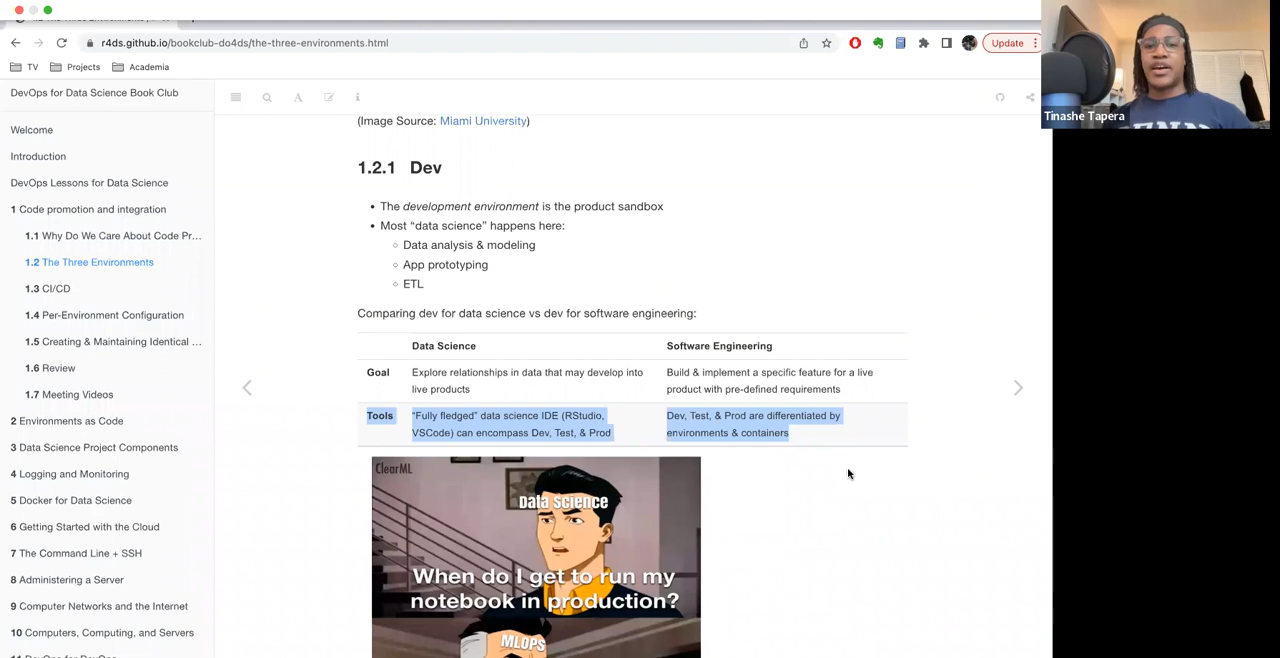 r4ds.github.io/bookclub-do4ds/the-three-environments.html
Update
TV
Projects
Academia
Tinashe Tapera
DevOps for Data Science Book Club
Welcome
Introduction
DevOps Lessons for Data Science
1 Code promotion and integration
1.1 Why Do We Care About Code Pr...
1.2 The Three Environments
1.3 CI/CD
1.4 Per-Environment Configuration
1.5 Creating & Maintaining Identical ...
1.6 Review
1.7 Meeting Videos
2 Environments as Code
3 Data Science Project Components
4 Logging and Monitoring
5 Docker for Data Science
6 Getting Started with the Cloud
7 The Command Line + SSH
8 Administering a Server
9 Computer Networks and the Internet
10 Computers, Computing, and Servers
(Image Source: Miami University)
1.2.1 Dev
• The development environment is the product sandbox
• Most “data science” happens here:
○ Data analysis & modeling
○ App prototyping
○ ETL
Comparing dev for data science vs dev for software engineering:
Data Science
Software Engineering
Goal
Explore relationships in data that may develop into
live products
Build & implement a specific feature for a live
product with pre-defined requirements
Tools
“Fully fledged” data science IDE (RStudio,
VSCode) can encompass Dev, Test, & Prod
Dev, Test, & Prod are differentiated by
environments & containers
ClearML
Data Science
When do I get to run my
notebook in production?
MLOps